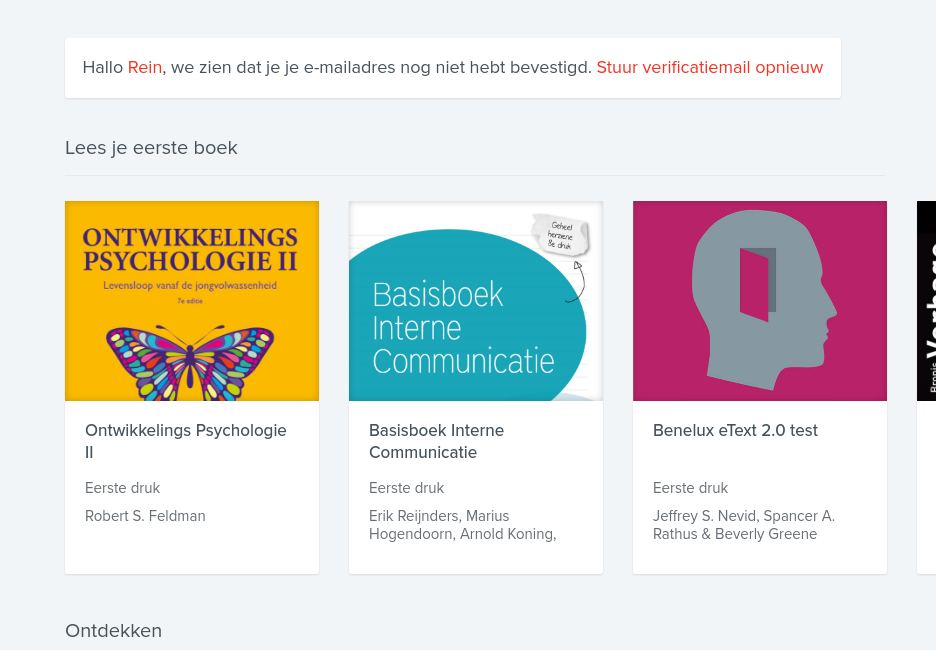 Hallo Rein, we zien dat je je e-mailadres nog niet hebt bevestigd. Stuur verificatiemail opnieuw
Lees je eerste boek
ONTWIKKELINGS
PSYCHOLOGIE II
Levensloop vanaf de jongvolwassenheid
7e editie
Geheel
herziene
8e druk
Basisboek
Interne
Communicatie
Ontwikkelings Psychologie
II
Eerste druk
Robert S. Feldman
Basisboek Interne
Communicatie
Eerste druk
Erik Reijnders, Marius
Hogendoorn, Arnold Koning,
Benelux eText 2.0 test
Eerste druk
Jeffrey S. Nevid, Spencer A.
Rathus & Beverly Greene
Ontdekken